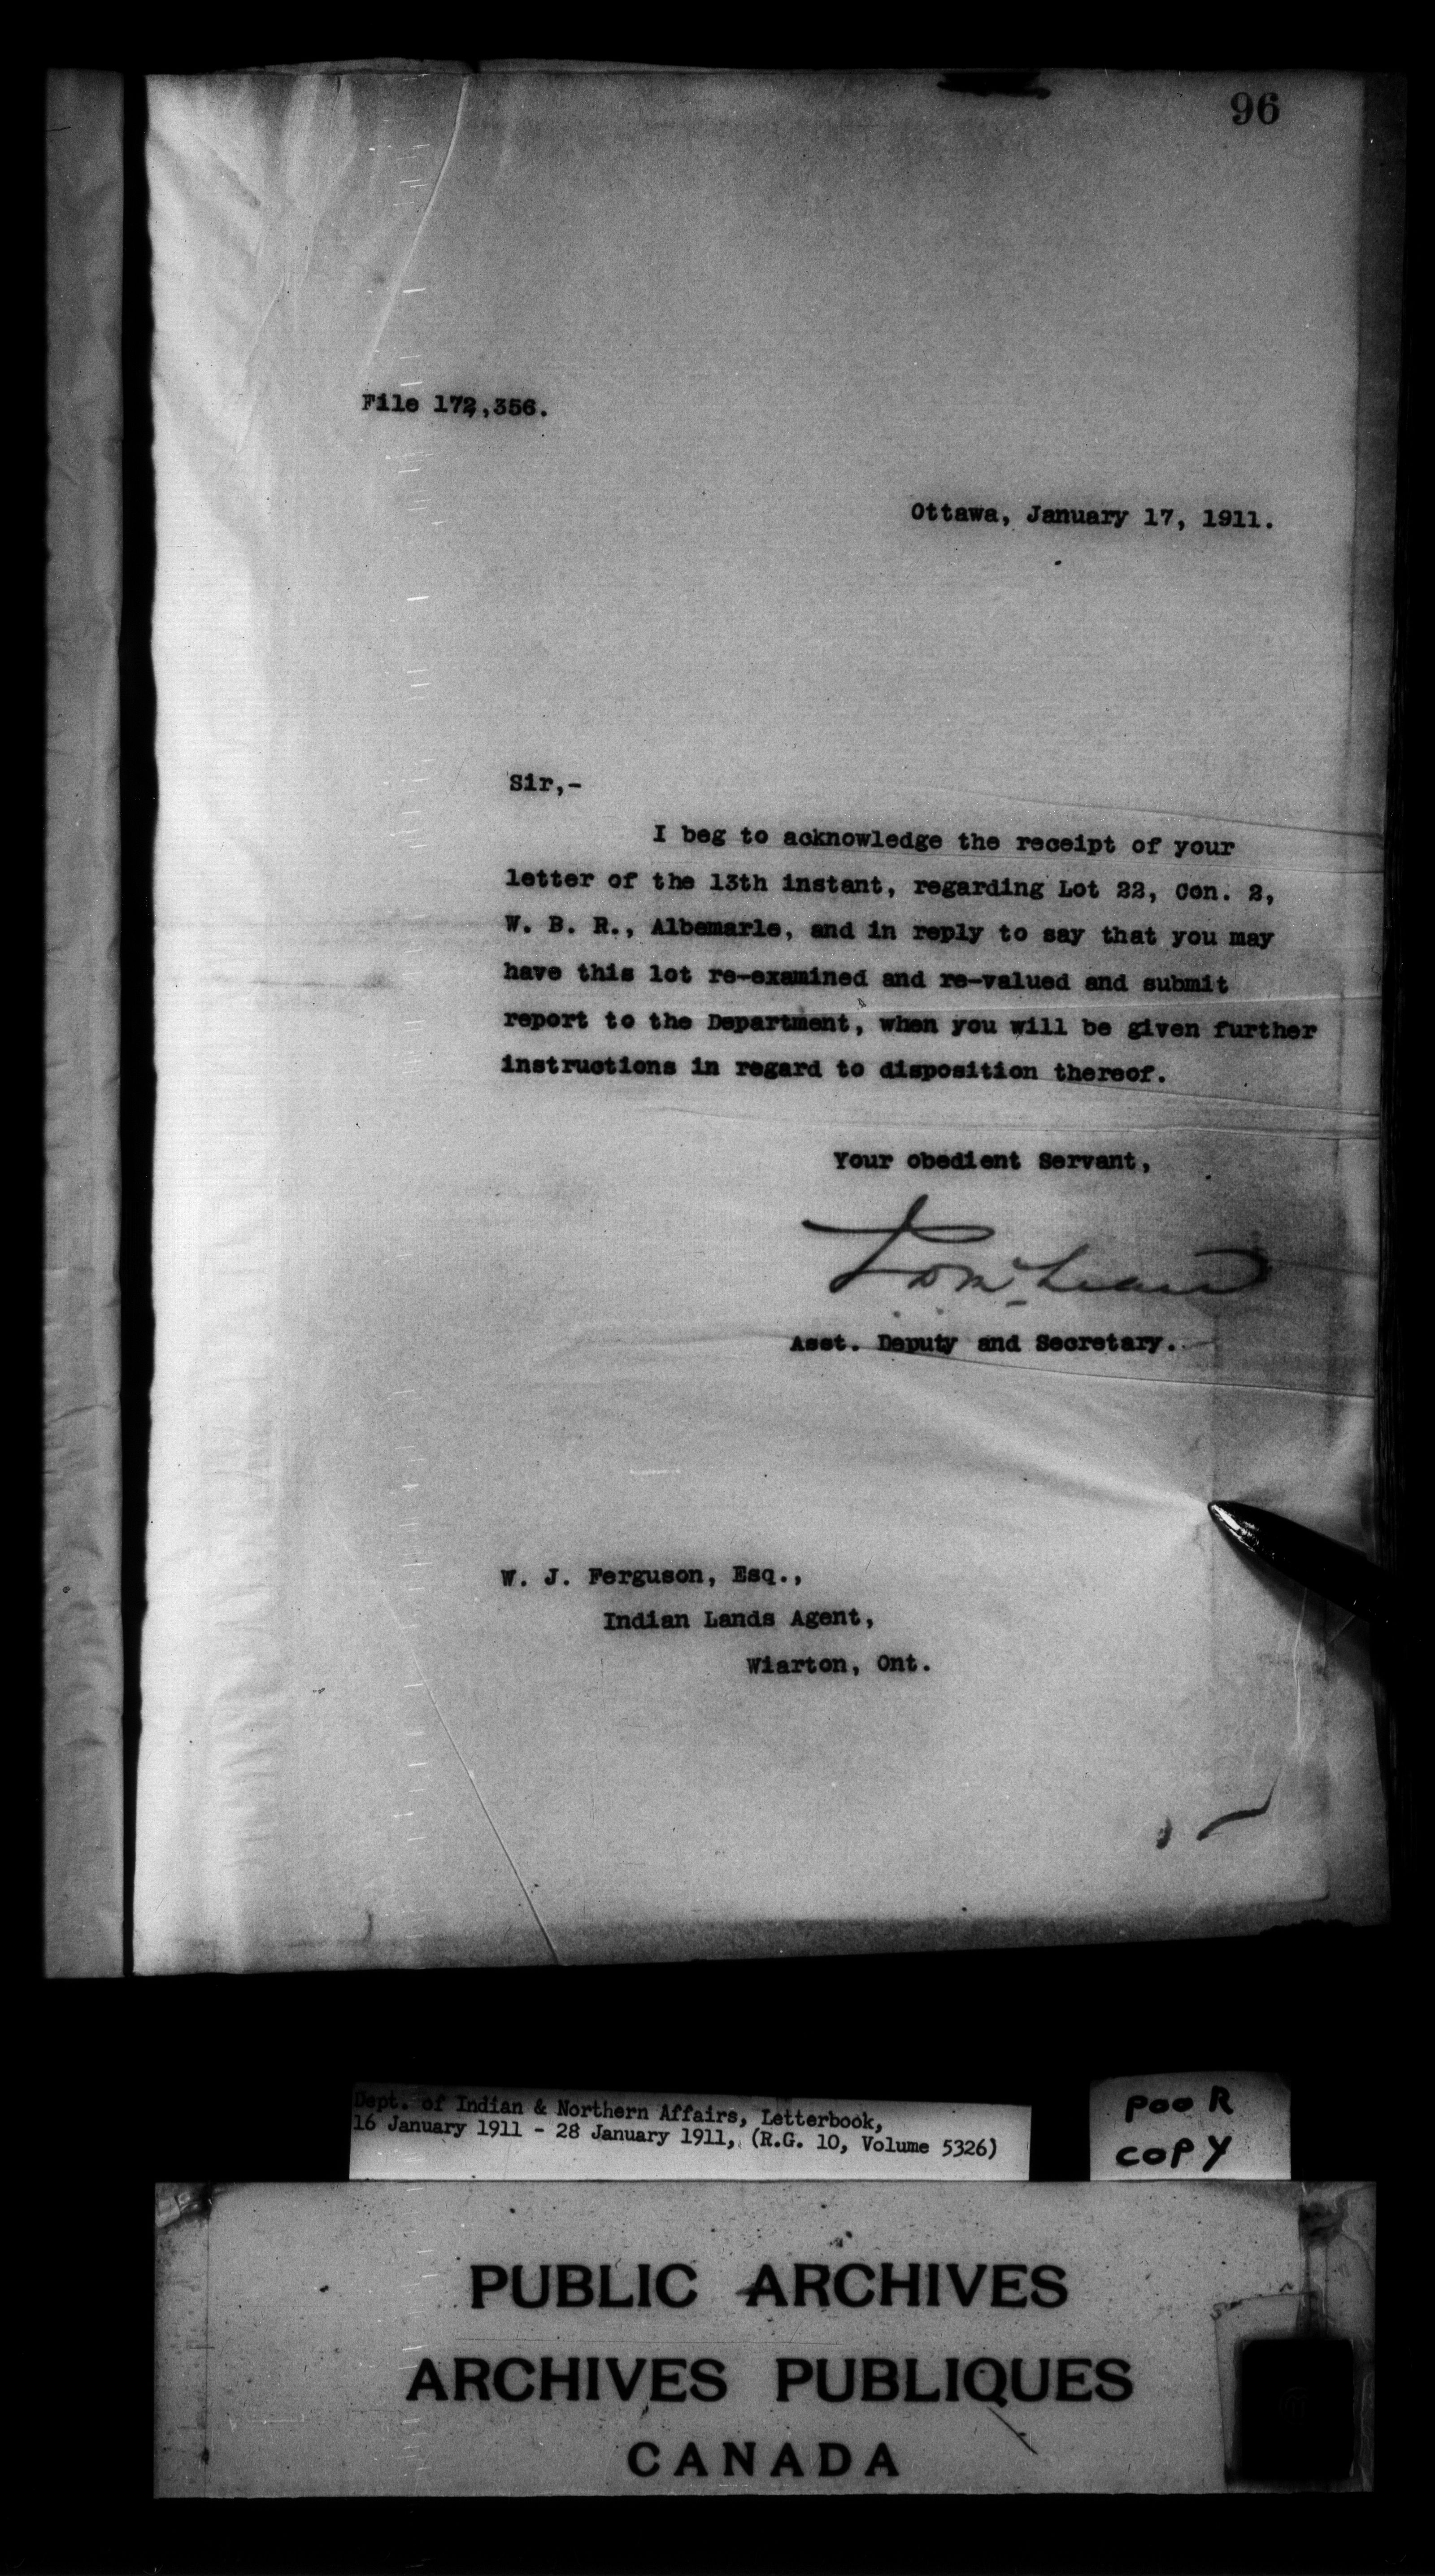 96
File 172,356.
Ottawa, January 17, 1911.
Sir,-
I beg to acknowledge the receipt of your
letter of the 13th instant, regarding Lot 22, Con. 2,
W. B. R., Albemarle, and in reply to say that you may
have this lot re-examined and re-valued and submit
report to the Department, when you will be given further
instructions in regard to disposition thereof.
Your obedient Servant,
J D McLean
Asst. Deputy and Secretary.
W. J. Ferguson, Esq.,
Indian Lands Agent,
Wiarton, Ont.
Dept. of Indian & Northern Affairs, Letterbook,
16 January 1911 - 28 January 1911, (R.G. 10, Volume 5326)
POOR
COPY
PUBLIC ARCHIVES
ARCHIVES PUBLIQUES
CANADA